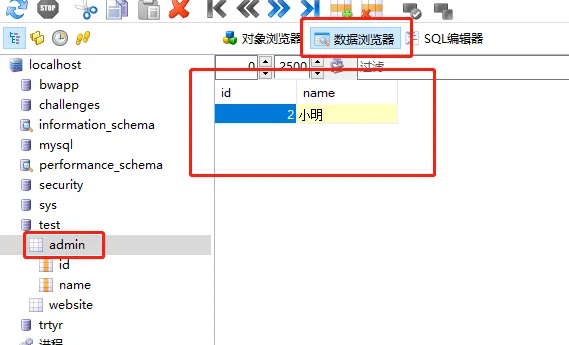 STOP
对象浏览器 数据浏览器 SQL编辑器
0 2500 过滤
localhost
bwapp
challenges
information_schema
mysql
performance_schema
security
sys
test
admin
id
name
website
trtyr
进程
id name
2 小明